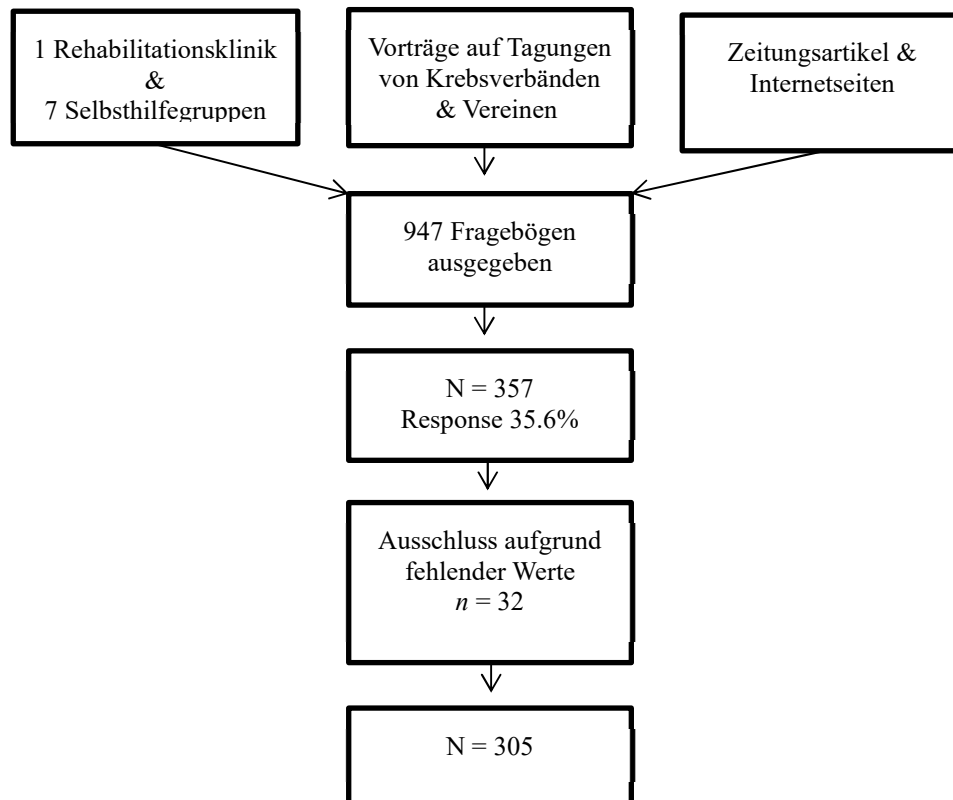 1 Rehabilitationsklinik
&
7 Selbsthilfegruppen
Vorträge auf Tagungen
von Krebsverbänden
& Vereinen
Zeitungsartikel &
Internetseiten
947 Fragebögen
ausgegeben
N = 357
Response 35.6%
Ausschluss aufgrund
fehlender Werte
n = 32
N = 305